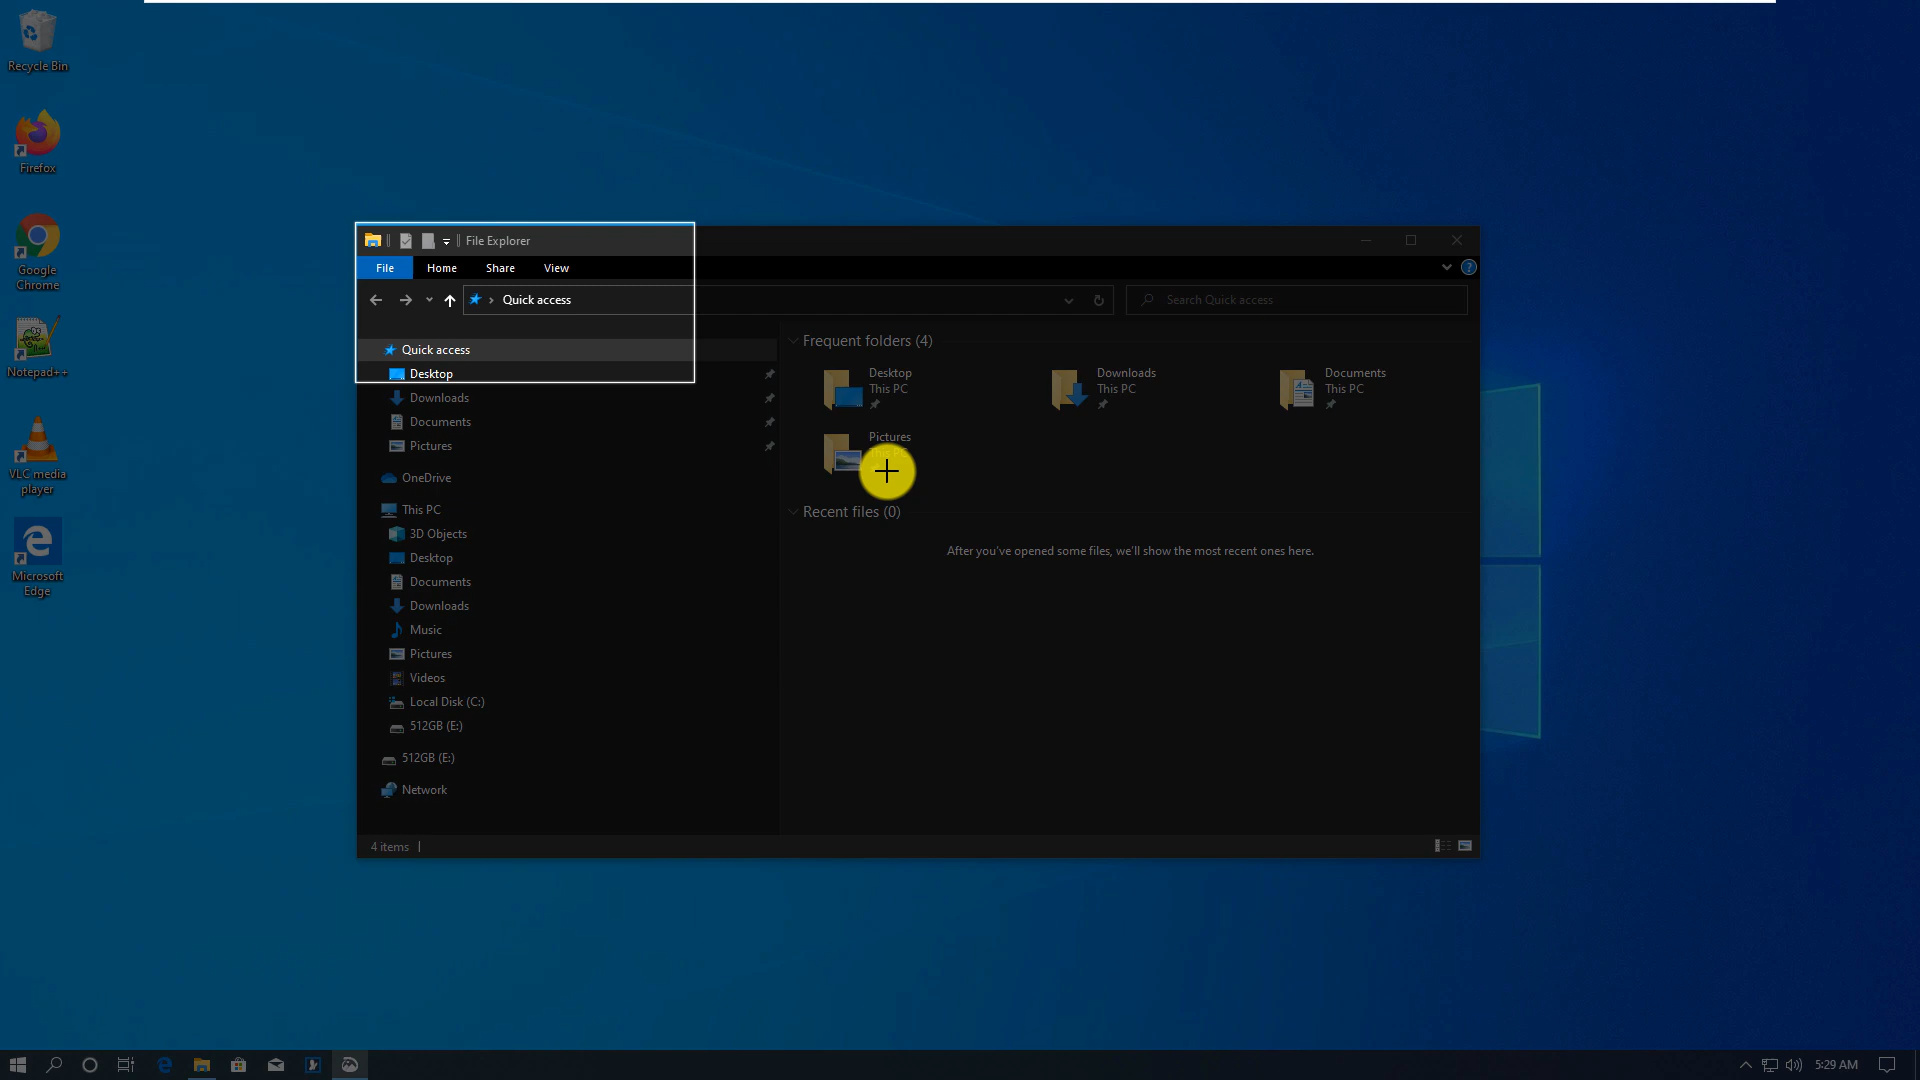 Recycle Bin
Firefox
Google
Chrome
Notepad++
VLC media
player
Microsoft
Edge
File Explorer
File Home Share View
Quick access
Search Quick access
Quick access
Desktop
Downloads
Documents
Pictures
OneDrive
This PC
3D Objects
Desktop
Documents
Downloads
Music
Pictures
Videos
Local Disk (C:)
512GB (E:)
512GB (E:)
Network
Frequent folders (4)
Desktop
This PC
Downloads
This PC
Documents
This PC
Pictures
This PC
Recent files (0)
After you've opened some files, we'll show the most recent ones here.
4 items
5:29 AM